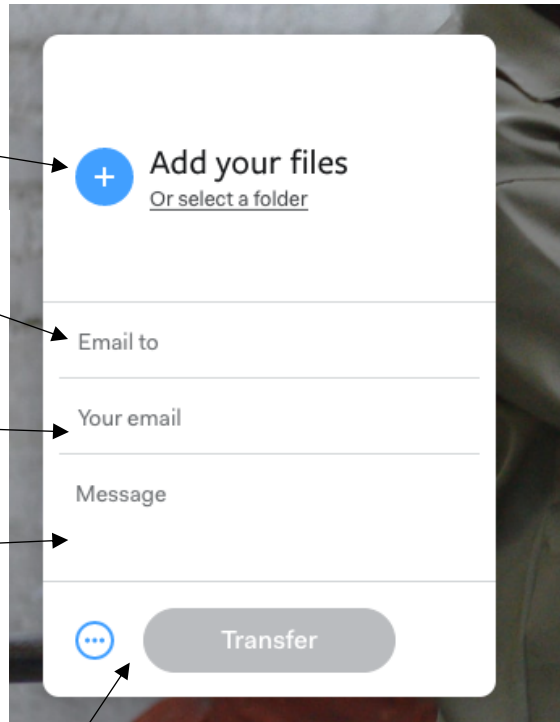 Add your files
Or select a folder
Email to
Your email
Message
Transfer